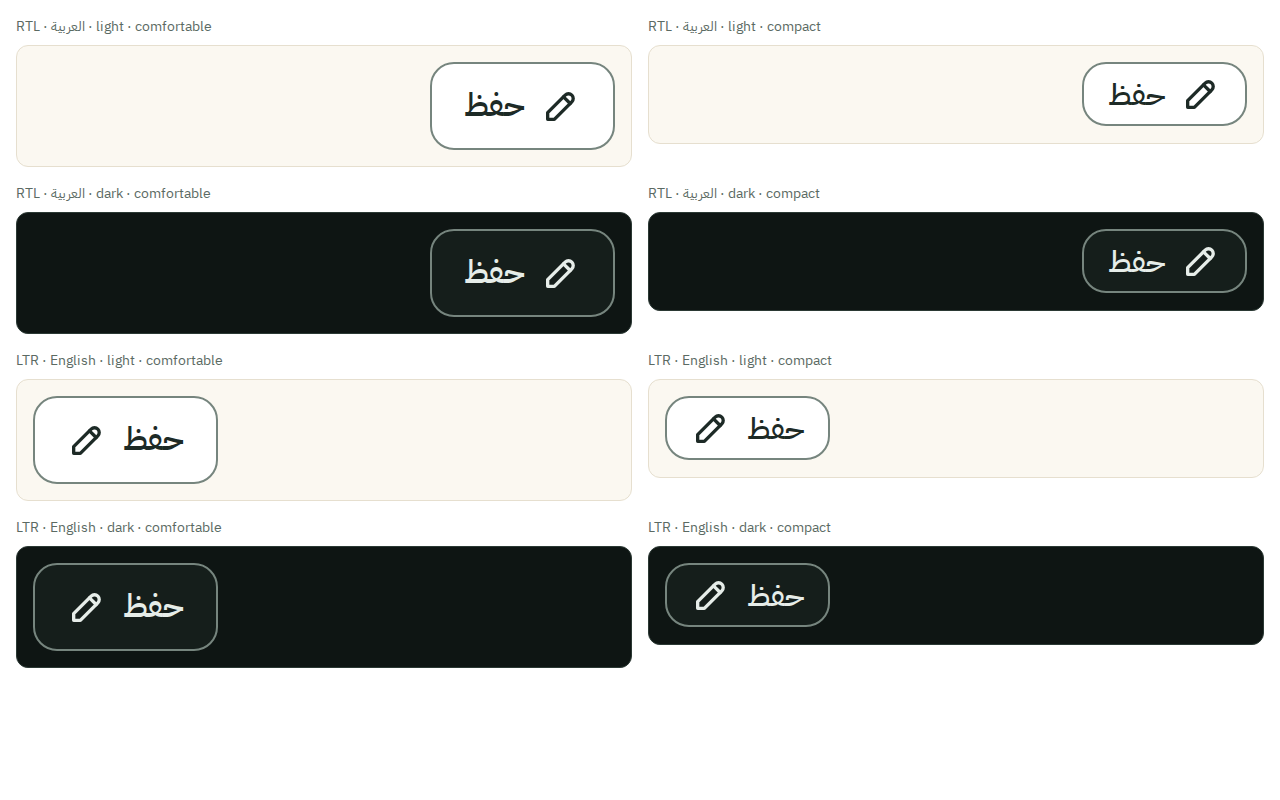 RTL · العربية · light · comfortable
حفظ
RTL · العربية · light · compact
حفظ
RTL · العربية · dark · comfortable
حفظ
RTL · العربية · dark · compact
حفظ
LTR · English · light · comfortable
حفظ
LTR · English · light · compact
حفظ
LTR · English · dark · comfortable
حفظ
LTR · English · dark · compact
حفظ